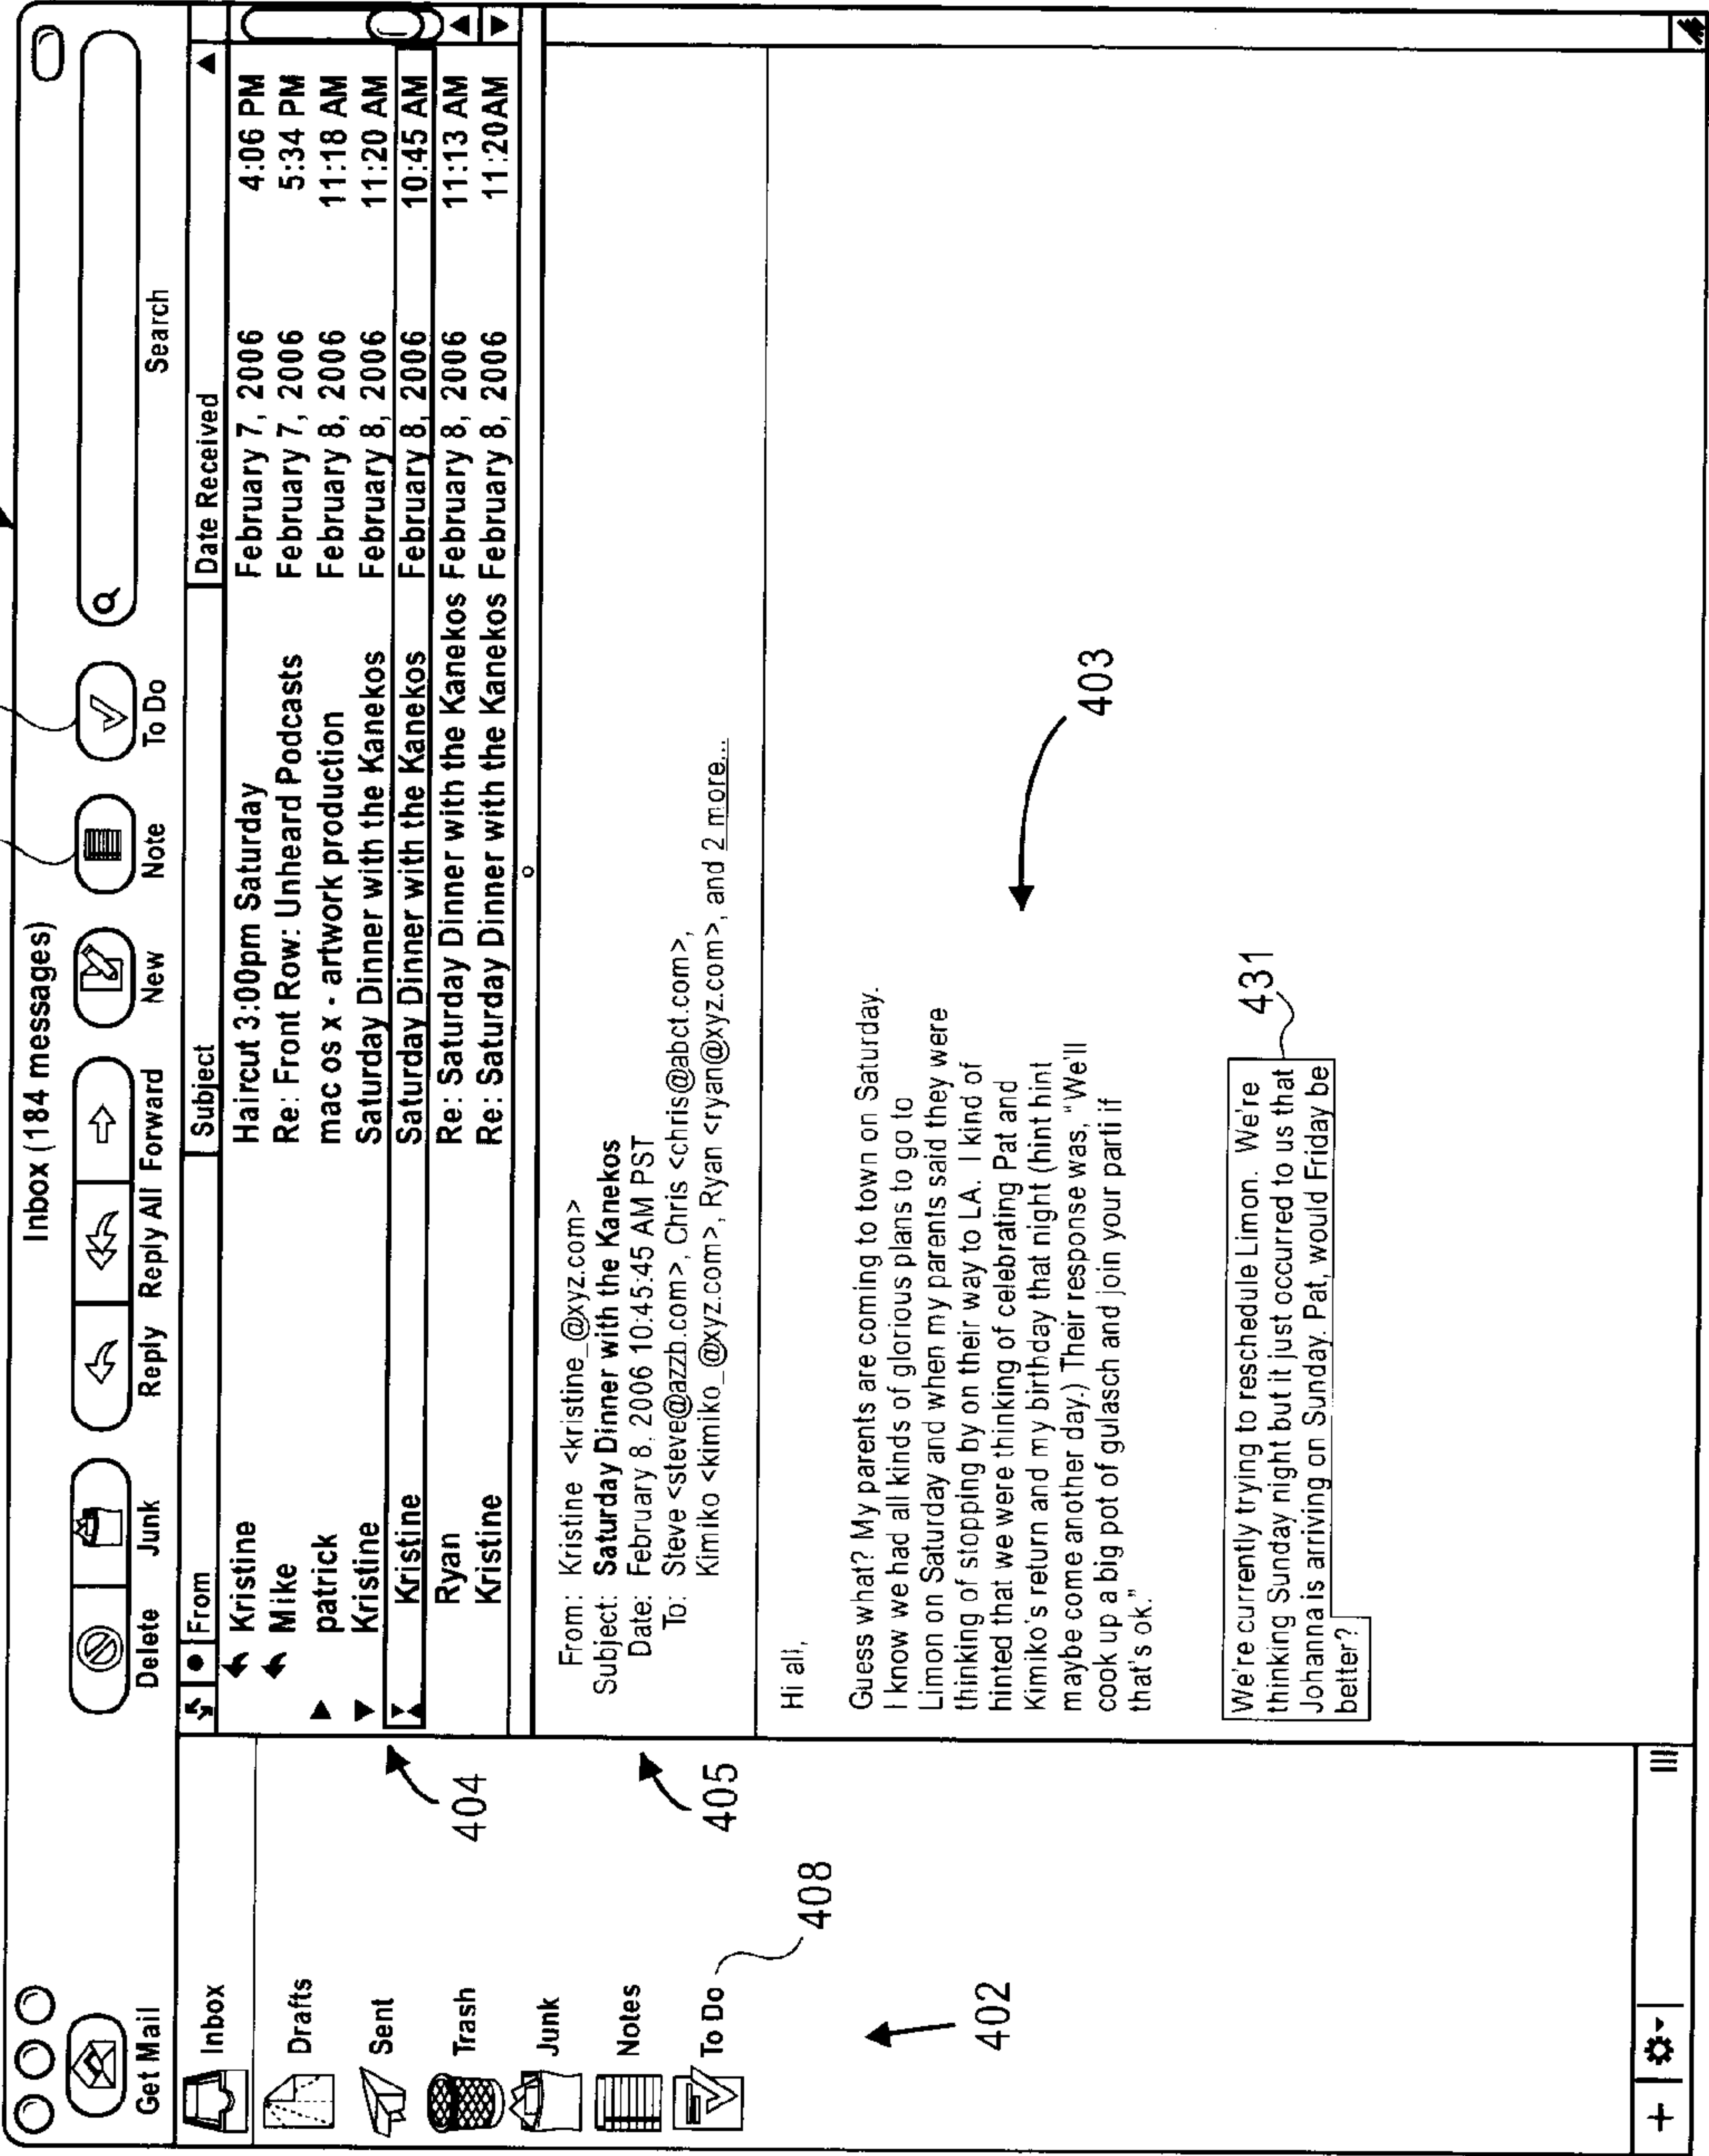 Inbox (184 messages)
Get Mail
Delete Junk Reply Reply All Forward New Note To Do Search
Inbox
Drafts
Sent
Trash
Junk
Notes
To Do
408
402
From Subject Date Received
Kristine Haircut 3:00pm Saturday February 7, 2006 4:06 PM
Mike Re: Front Row: Unheard Podcasts February 7, 2006 5:34 PM
patrick mac os x - artwork production February 8, 2006 11:18 AM
Kristine Saturday Dinner with the Kanekos February 8, 2006 11:20 AM
Kristine Saturday Dinner with the Kanekos February 8, 2006 10:45 AM
Ryan Re: Saturday Dinner with the Kanekos February 8, 2006 11:13 AM
Kristine Re: Saturday Dinner with the Kanekos February 8, 2006 11:20AM
404
405
From: Kristine <kristine_@xyz.com>
Subject: Saturday Dinner with the Kanekos
Date: February 8, 2006 10:45:45 AM PST
To: Steve <steve@azzb.com>, Chris <chris@abct.com>,
Kimiko <kimiko_@xyz.com>, Ryan <ryan@xyz.com>, and 2 more...
Hi all,
Guess what? My parents are coming to town on Saturday.
I know we had all kinds of glorious plans to go to
Limon on Saturday and when my parents said they were
thinking of stopping by on their way to LA. I kind of
hinted that we were thinking of celebrating Pat and
Kimiko's return and my birthday that night (hint hint
maybe come another day.) Their response was, "We'll
cook up a big pot of gulasch and join your parti if
that's ok."
403
We're currently trying to reschedule Limon. We're
thinking Sunday night but it just occurred to us that
Johanna is arriving on Sunday. Pat, would Friday be
better?
431